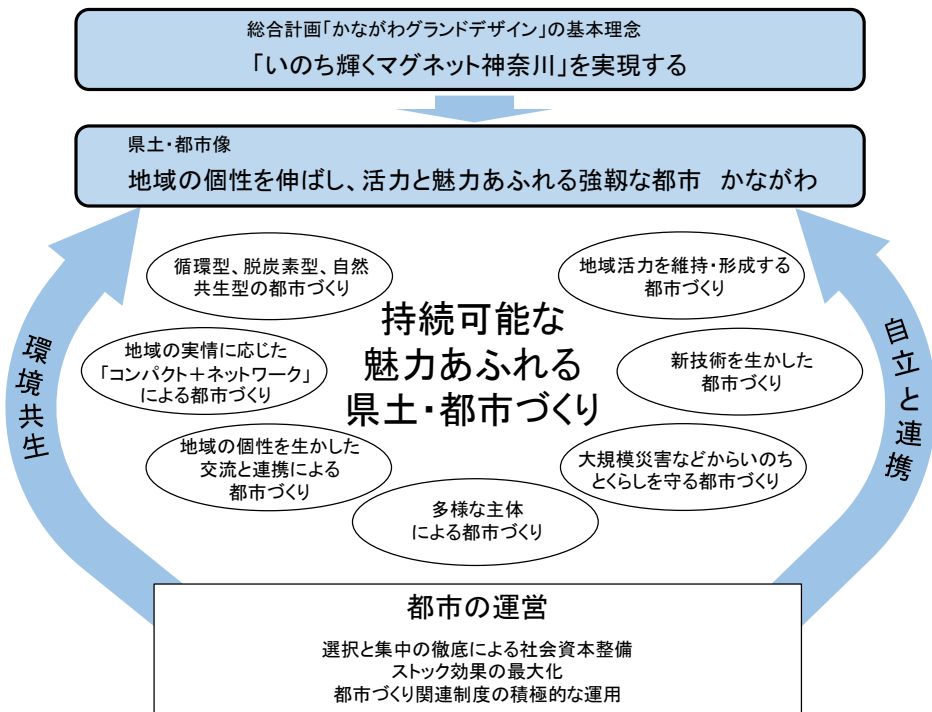 総合計画「かながわグランドデザイン」の基本理念
「いのち輝くマグネット神奈川」を実現する
県土・都市像
地域の個性を伸ばし、活力と魅力あふれる強靱な都市　かながわ
循環型、脱炭素型、自然
共生型の都市づくり
地域活力を維持・形成する
都市づくり
持続可能な
魅力あふれる
県土・都市づくり
環境共生
地域の実情に応じた
「コンパクト＋ネットワーク」
による都市づくり
新技術を生かした
都市づくり
自立と連携
地域の個性を生かした
交流と連携による
都市づくり
大規模災害などからいのち
とくらしを守る都市づくり
多様な主体
による都市づくり
都市の運営
選択と集中の徹底による社会資本整備
ストック効果の最大化
都市づくり関連制度の積極的な運用